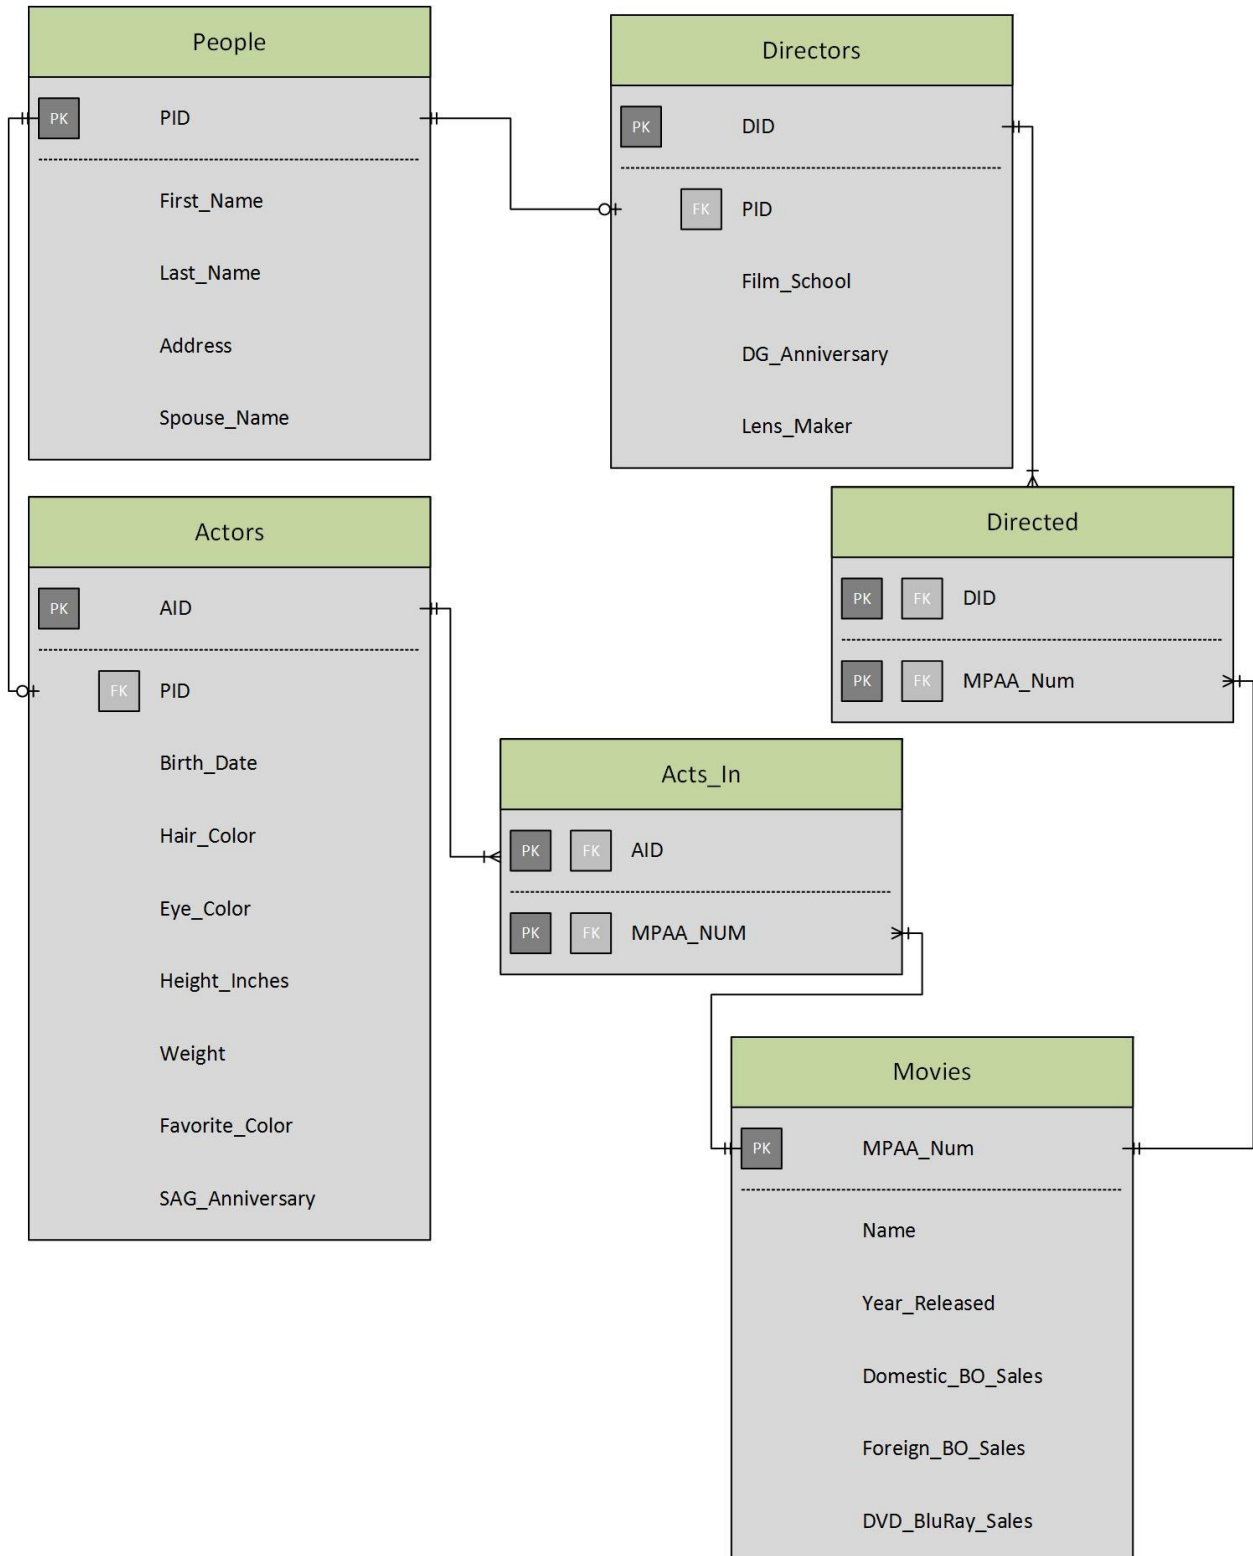 People
PK PID
First_Name
Last_Name
Address
Spouse_Name
Directors
PK DID
FK PID
Film_School
DG_Anniversary
Lens_Maker
Actors
PK AID
FK PID
Birth_Date
Hair_Color
Eye_Color
Height_Inches
Weight
Favorite_Color
SAG_Anniversary
Directed
PK FK DID
PK FK MPAA_Num
Acts_In
PK FK AID
PK FK MPAA_NUM
Movies
PK MPAA_Num
Name
Year_Released
Domestic_BO_Sales
Foreign_BO_Sales
DVD_BluRay_Sales